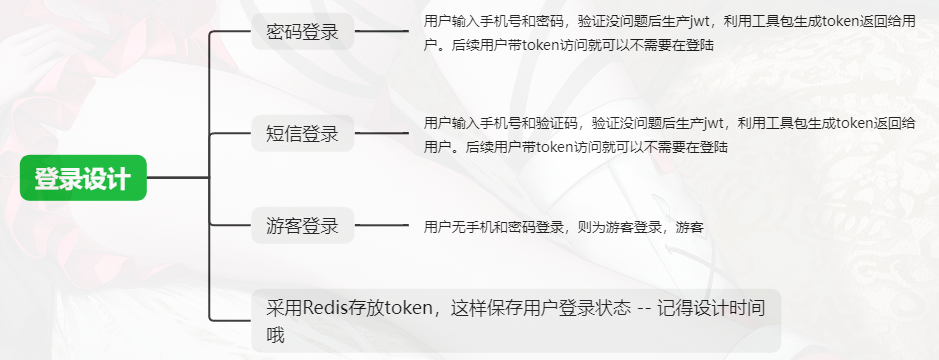 登录设计
密码登录
用户输入手机号和密码，验证没问题后生产jwt，利用工具包生成token返回给用
户。后续用户带token访问就可以不需要在登陆
短信登录
用户输入手机号和验证码，验证没问题后生产jwt，利用工具包生成token返回给
用户。后续用户带token访问就可以不需要在登陆
游客登录
用户无手机和密码登录，则为游客登录，游客
采用Redis存放token，这样保存用户登录状态 -- 记得设计时间
哦